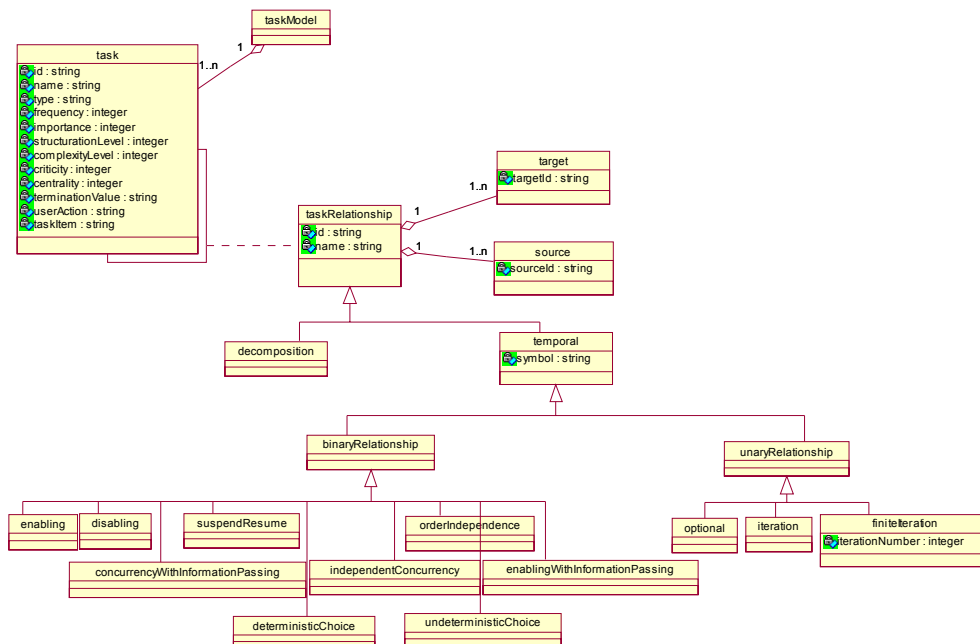 taskModel
1
1..n
task
id : string
name : string
type : string
frequency : integer
importance : integer
structurationLevel : integer
complexityLevel : integer
criticity : integer
centrality : integer
terminationValue : string
userAction : string
taskItem : string
target
targetId : string
1..n
1
taskRelationship
id : string
name : string
1
1..n
source
sourceId : string
decomposition
temporal
symbol : string
binaryRelationship
unaryRelationship
enabling
disabling
suspendResume
orderIndependence
optional
iteration
finiteIteration
iterationNumber : integer
concurrencyWithInformationPassing
independentConcurrency
enablingWithInformationPassing
deterministicChoice
undeterministicChoice